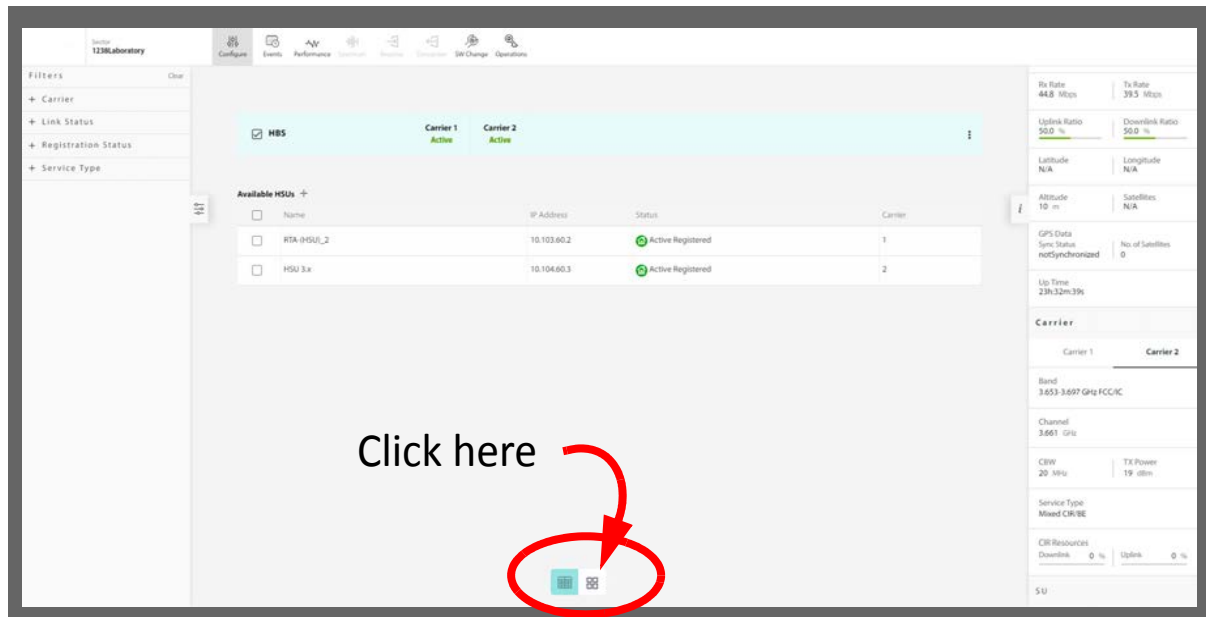 Sector
1238Laboratory
Configure Events Performance Spectrum SW Change Operations
Filters Clear
+ Carrier
+ Link Status
+ Registration Status
+ Service Type
HBS Carrier 1 Carrier 2
Active Active
Available HSUs +
Name IP Address Status Carrier
RTA-(HSU)_2 10.103.60.2 Active Registered 1
HSU 3.x 10.104.60.3 Active Registered 2
Click here
i
Rx Rate Tx Rate
44.8 Mbps 39.5 Mbps
Uplink Ratio Downlink Ratio
50.0 % 50.0 %
Latitude Longitude
N/A N/A
Altitude Satellites
10 m N/A
GPS Data
Sync Status No. of Satellites
notSynchronized 0
Up Time
23h:32m:39s
Carrier
Carrier 1 Carrier 2
Band
3.653-3.697 GHz FCC/IC
Channel
3.661 GHz
CBW TX Power
20 MHz 19 dBm
Service Type
Mixed CIR/BE
CIR Resources
Downlink 0 % Uplink 0 %
SU